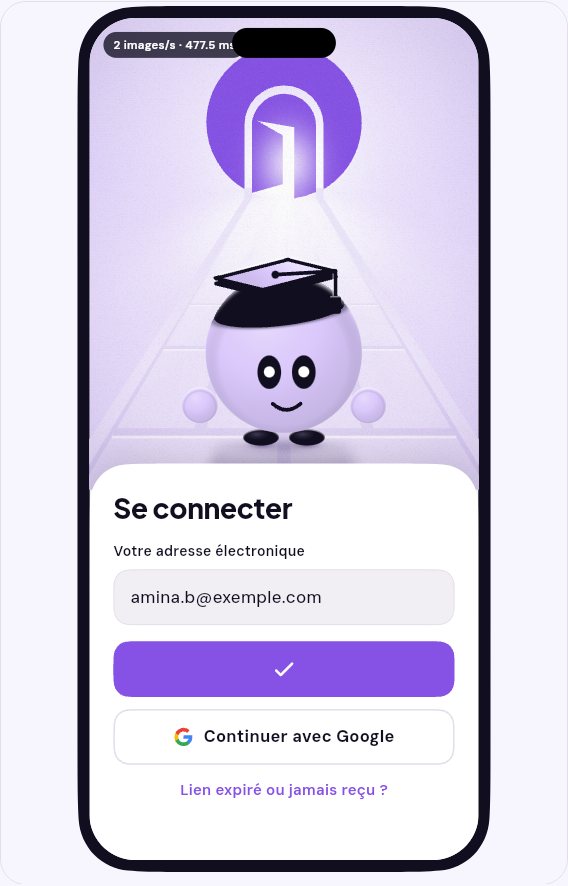 2 images/s · 477.5 ms
Se connecter
Votre adresse électronique
amina.b@exemple.com
Continuer avec Google
Lien expiré ou jamais reçu ?